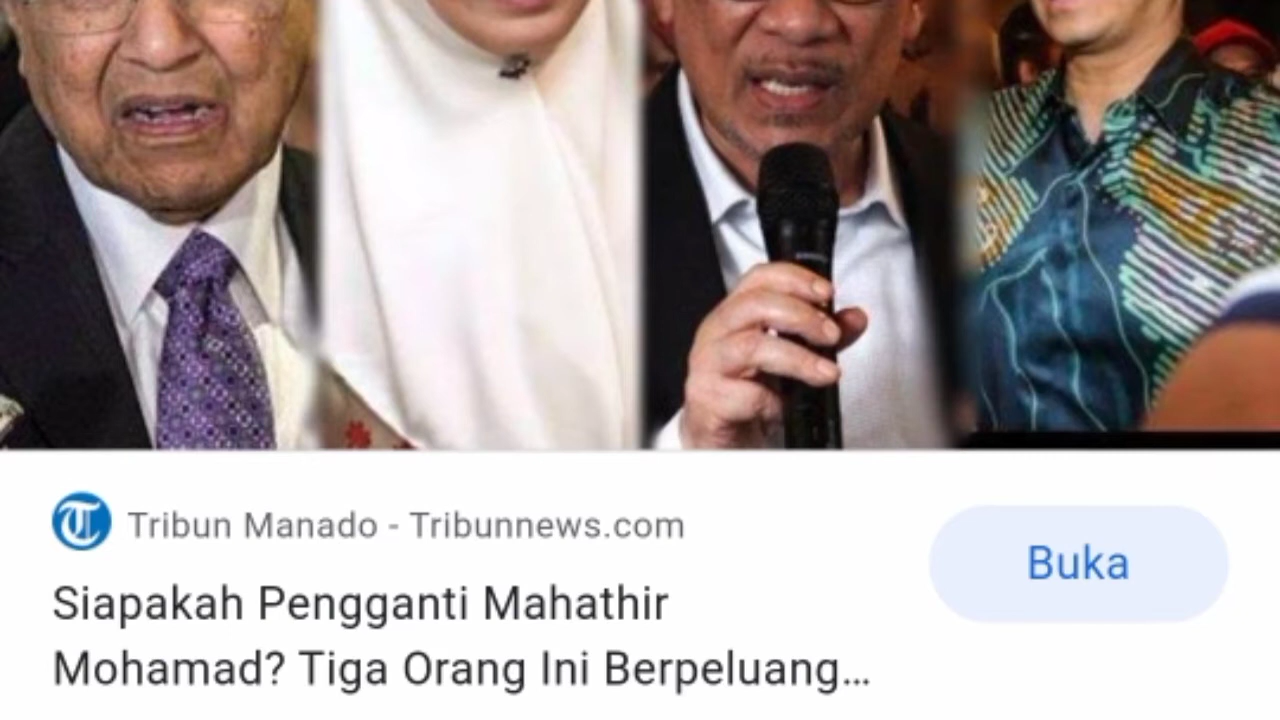 Tribun Manado - Tribunnews.com
Buka
Siapakah Pengganti Mahathir
Mohamad? Tiga Orang Ini Berpeluang...